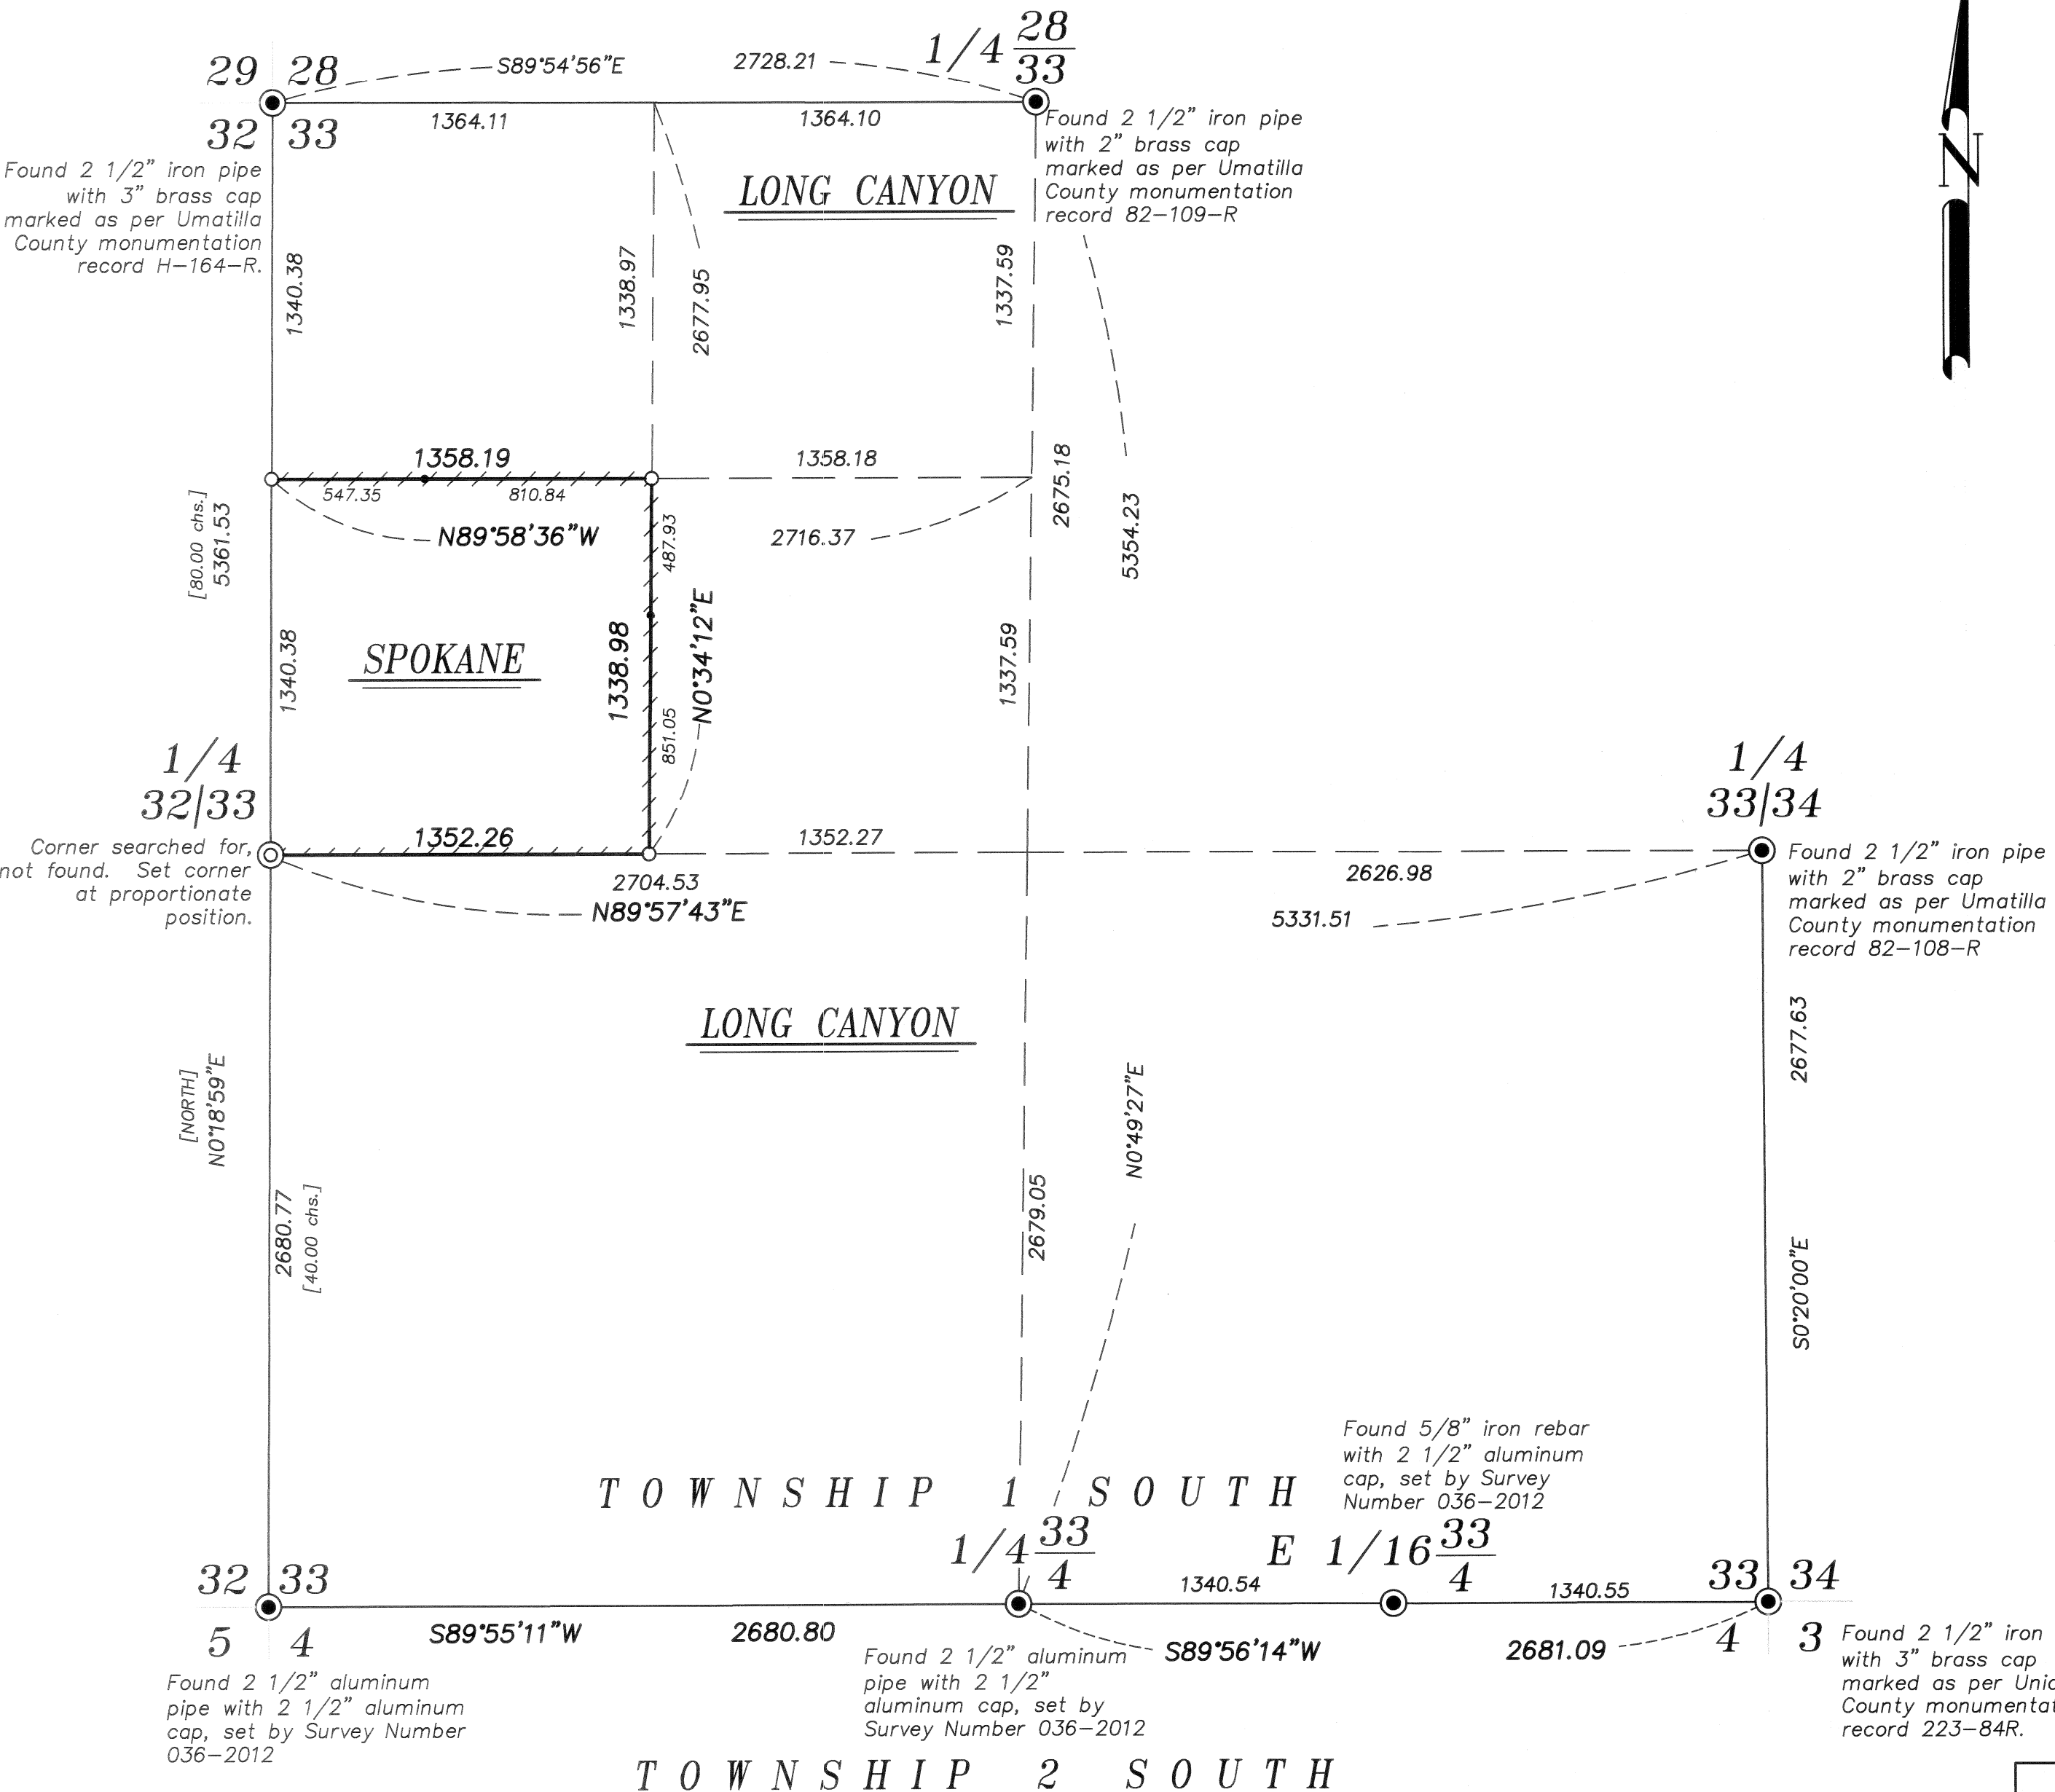 29 28
32 33
S89°54'56"E
2728.21
1/4 28
33
1364.11
1364.10
Found 2 1/2" iron pipe
with 3" brass cap
marked as per Umatilla
County monumentation
record H-164-R.
Found 2 1/2" iron pipe
with 2" brass cap
marked as per Umatilla
County monumentation
record 82-109-R
N
LONG CANYON
1340.38
1338.97
2677.95
1337.59
1358.19
1358.18
547.35
810.84
N89°58'36"W
2716.37
[80.00 chs.]
5361.53
487.93
2675.18
5354.23
SPOKANE
1340.38
1338.98
N0°34'12"E
851.05
1337.59
1/4
32|33
Corner searched for,
not found. Set corner
at proportionate
position.
1352.26
1352.27
2704.53
N89°57'43"E
2626.98
5331.51
1/4
33|34
Found 2 1/2" iron pipe
with 2" brass cap
marked as per Umatilla
County monumentation
record 82-108-R
LONG CANYON
[NORTH]
N0°18'59"E
2680.77
[40.00 chs.]
2679.05
N0°49'27"E
2677.63
S0°20'00"E
Found 5/8" iron rebar
with 2 1/2" aluminum
cap, set by Survey
Number 036-2012
TOWNSHIP 1 SOUTH
1/4 33
4
E 1/16 33
4
32 33
5 4
S89°55'11"W
2680.80
1340.54
1340.55
S89°56'14"W
2681.09
33 34
4 3
Found 2 1/2" aluminum
pipe with 2 1/2" aluminum
cap, set by Survey Number
036-2012
Found 2 1/2" aluminum
pipe with 2 1/2"
aluminum cap, set by
Survey Number 036-2012
Found 2 1/2" iron
with 3" brass cap
marked as per Unio
County monumentat
record 223-84R.
TOWNSHIP 2 SOUTH